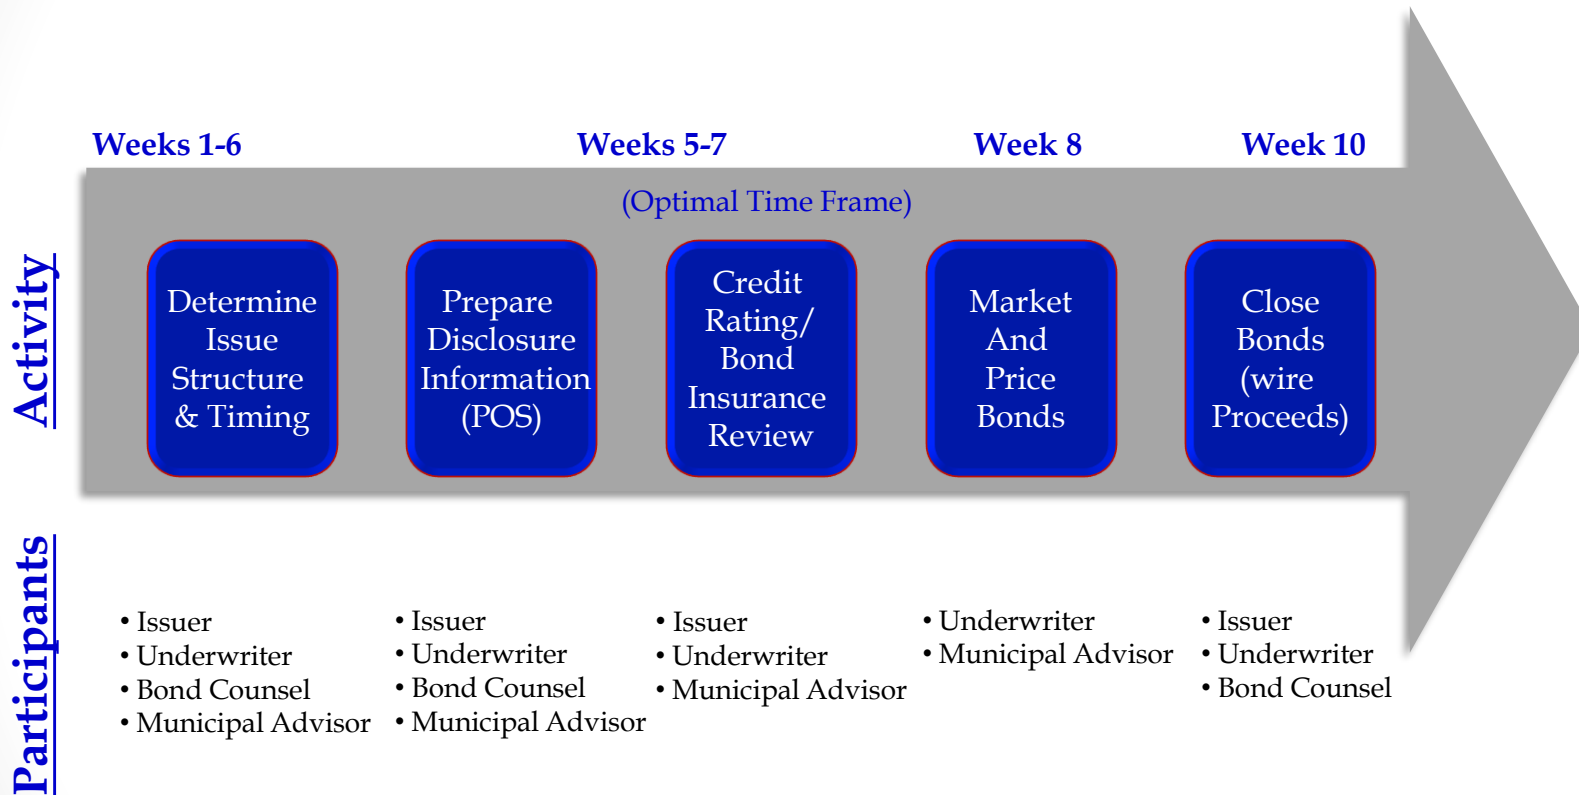 Weeks 1-6
Weeks 5-7
Week 8
Week 10
(Optimal Time Frame)
Activity
Determine
Issue
Structure
& Timing
Prepare
Disclosure
Information
(POS)
Credit
Rating/
Bond
Insurance
Review
Market
And
Price
Bonds
Close
Bonds
(wire
Proceeds)
Participants
• Issuer
• Underwriter
• Bond Counsel
• Municipal Advisor
• Issuer
• Underwriter
• Bond Counsel
• Municipal Advisor
• Issuer
• Underwriter
• Municipal Advisor
• Underwriter
• Municipal Advisor
• Issuer
• Underwriter
• Bond Counsel